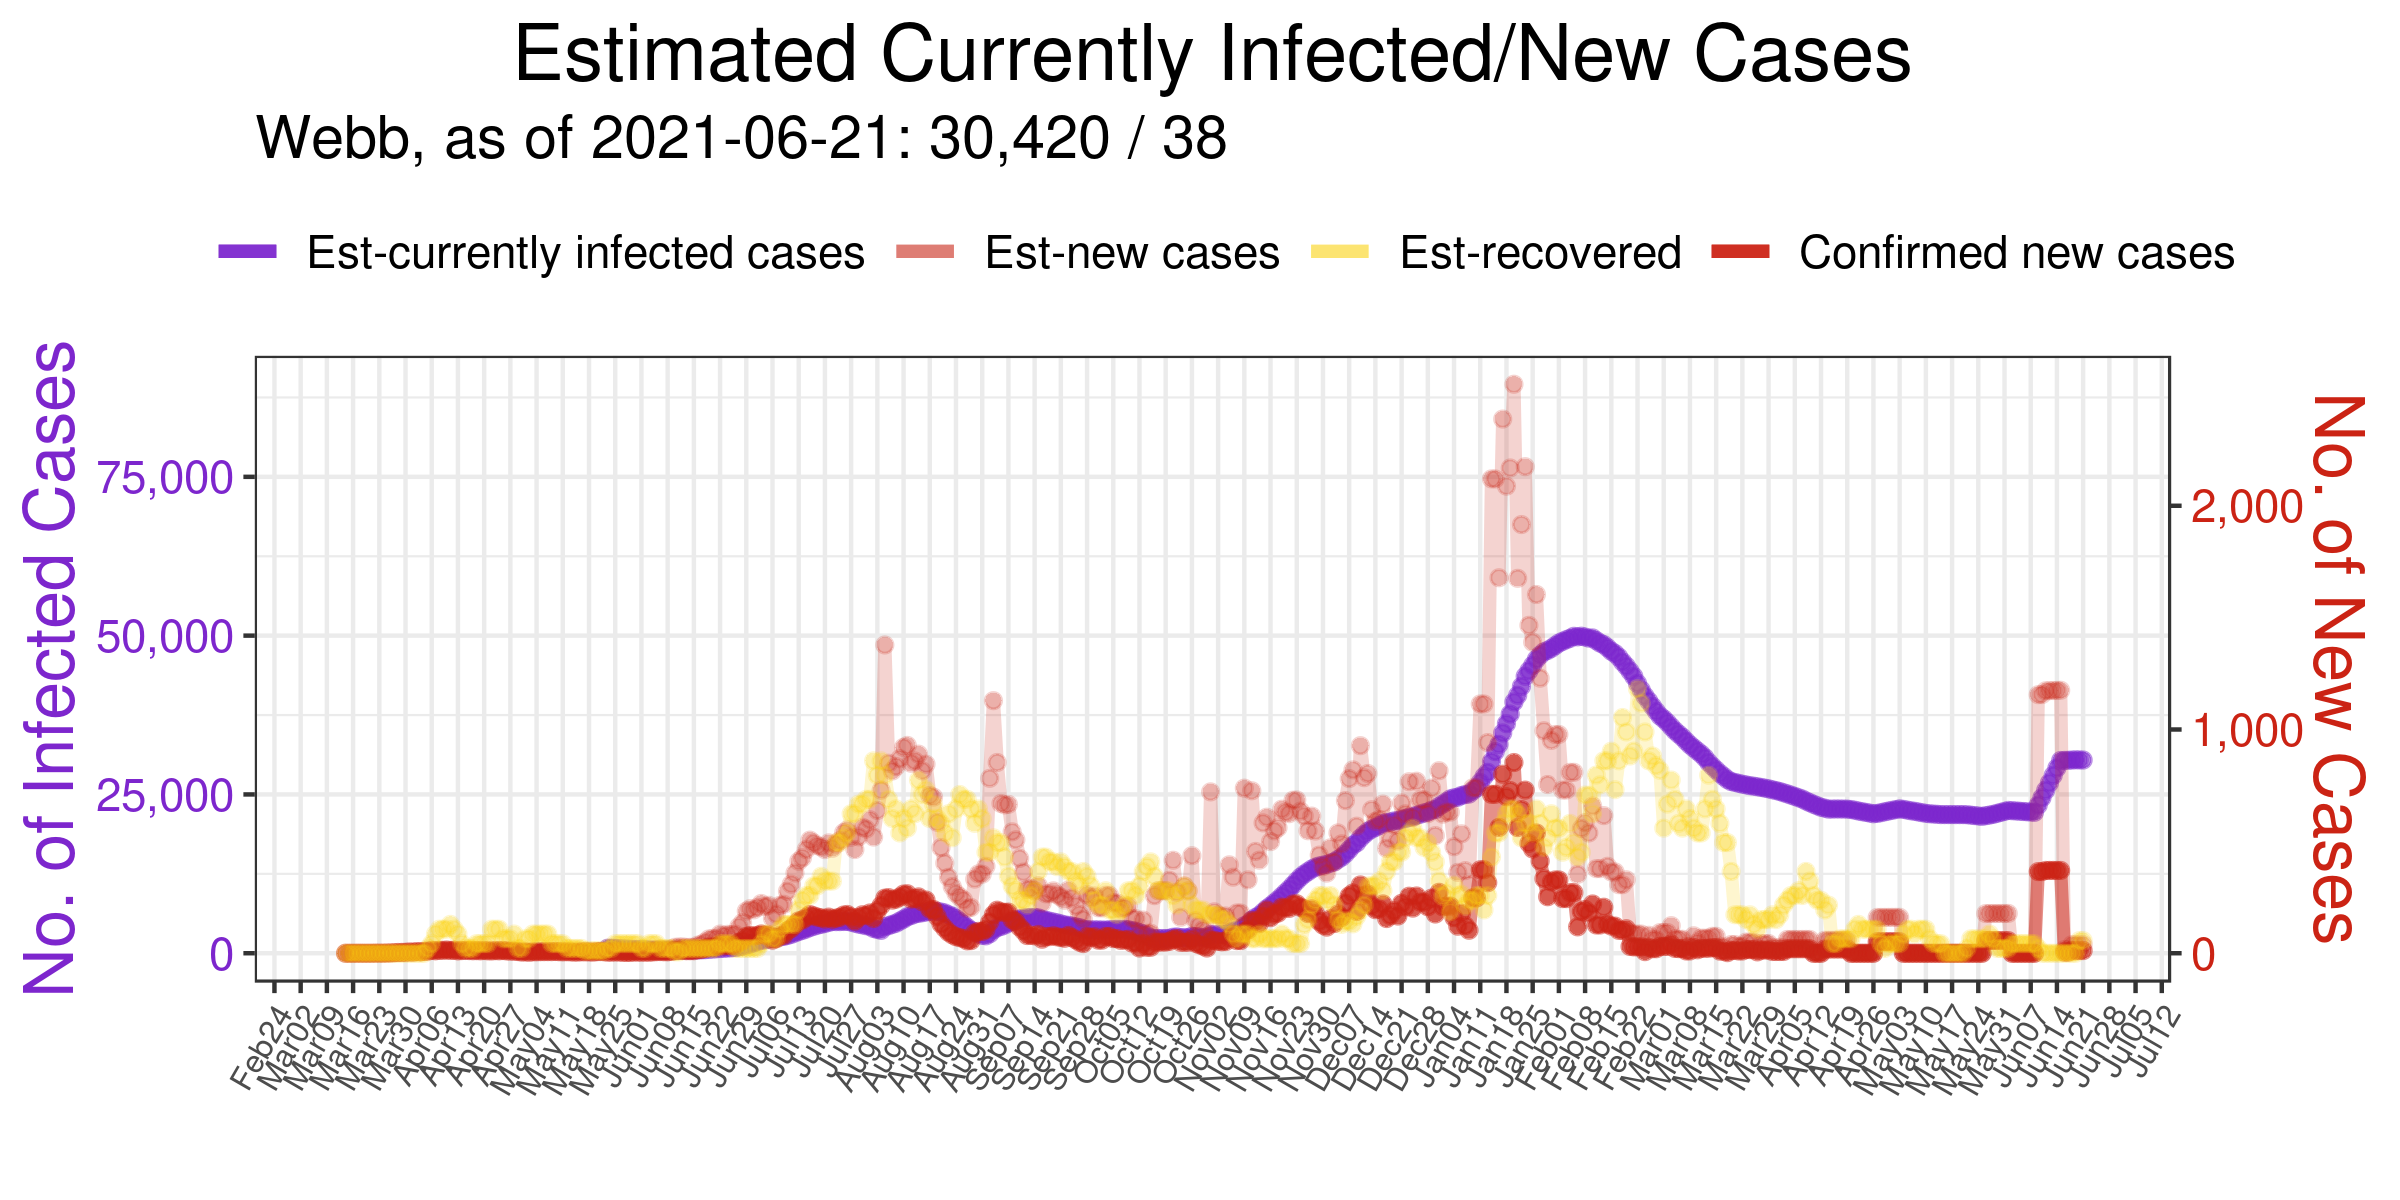 Estimated Currently Infected/New Cases
Webb, as of 2021-06-21: 30,420 / 38
Est-currently infected cases
Est-new cases
Est-recovered
Confirmed new cases
No. of Infected Cases
75,000
50,000
25,000
0
2,000
1,000
0
No. of New Cases
Feb24
Mar02
Mar09
Mar16
Mar23
Mar30
Apr06
Apr13
Apr20
Apr27
May04
May11
May18
May25
Jun01
Jun08
Jun15
Jun22
Jun29
Jul06
Jul13
Jul20
Jul27
Aug03
Aug10
Aug17
Aug24
Aug31
Sep07
Sep14
Sep21
Sep28
Oct05
Oct12
Oct19
Oct26
Nov02
Nov09
Nov16
Nov23
Nov30
Dec07
Dec14
Dec21
Dec28
Jan04
Jan11
Jan18
Jan25
Feb01
Feb08
Feb15
Feb22
Mar01
Mar08
Mar15
Mar22
Mar29
Apr05
Apr12
Apr19
Apr26
May03
May10
May17
May24
May31
Jun07
Jun14
Jun21
Jun28
Jul05
Jul12